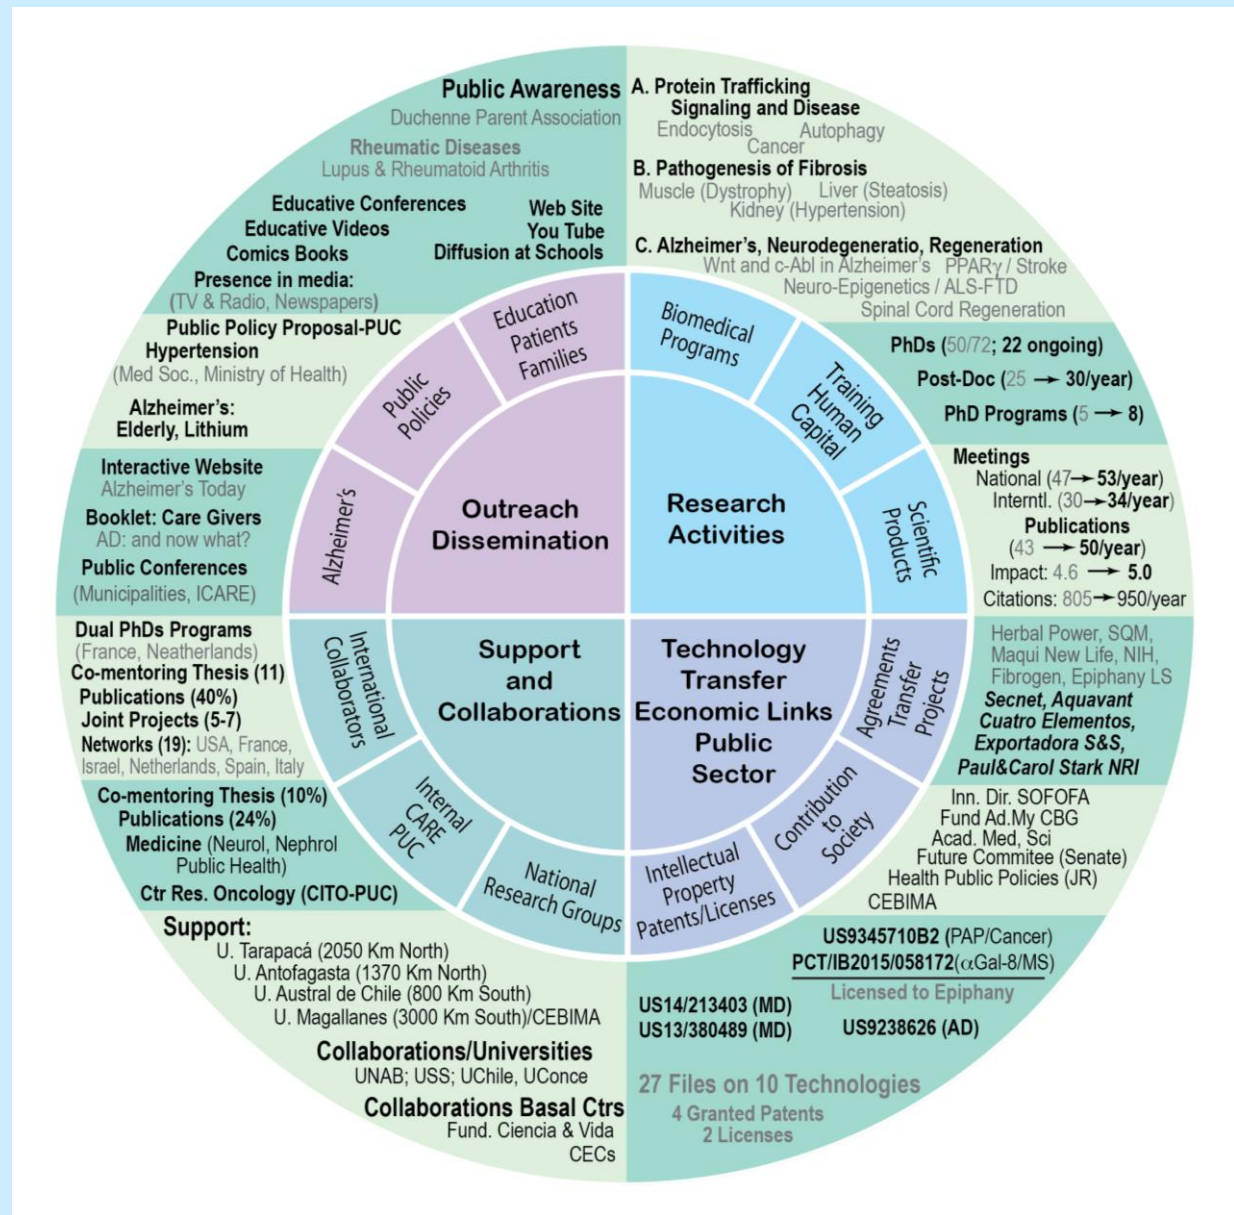 Public Awareness
Duchenne Parent Association
Rheumatic Diseases
Lupus & Rheumatoid Arthritis
Educative Conferences
Educative Videos
Comics Books
Web Site
You Tube
Diffusion at Schools
Presence in media:
(TV & Radio, Newspapers)
Public Policy Proposal-PUC
Hypertension
(Med Soc., Ministry of Health)
Alzheimer's:
Elderly, Lithium
Interactive Website
Alzheimer's Today
Booklet: Care Givers
AD: and now what?
Public Conferences
(Municipalities, ICARE)
Education
Patients
Families
Public
Policies
Alzheimer's
Outreach
Dissemination
A. Protein Trafficking
Signaling and Disease
Endocytosis Autophagy
Cancer
B. Pathogenesis of Fibrosis
Muscle (Dystrophy) Liver (Steatosis)
Kidney (Hypertension)
C. Alzheimer's, Neurodegeneratio, Regeneration
Wnt and c-Abl in Alzheimer's PPARγ / Stroke
Neuro-Epigenetics / ALS-FTD
Spinal Cord Regeneration
PhDs (50/72; 22 ongoing)
Post-Doc (25 → 30/year)
PhD Programs (5 → 8)
Meetings
National (47→53/year)
Interntl. (30→34/year)
Publications
(43 → 50/year)
Impact: 4.6 → 5.0
Citations: 805→950/year
Biomedical
Programs
Training
Human
Capital
Scientific
Products
Research
Activities
Dual PhDs Programs
(France, Neatherlands)
Co-mentoring Thesis (11)
Publications (40%)
Joint Projects (5-7)
Networks (19): USA, France,
Israel, Netherlands, Spain, Italy
Co-mentoring Thesis (10%)
Publications (24%)
Medicine (Neurol, Nephrol
Public Health)
Ctr Res. Oncology (CITO-PUC)
Support:
U. Tarapacá (2050 Km North)
U. Antofagasta (1370 Km North)
U. Austral de Chile (800 Km South)
U. Magallanes (3000 Km South)/CEBIMA
Collaborations/Universities
UNAB; USS; UChile, UConce
Collaborations Basal Ctrs
Fund. Ciencia & Vida
CECs
International
Collaborators
Internal
CARE
PUC
National
Research Groups
Support
and
Collaborations
Technology
Transfer
Economic Links
Public
Sector
Agreements
Transfer
Projects
Contribution
to
Society
Intellectual
Property
Patents/Licenses
Herbal Power, SQM,
Maqui New Life, NIH,
Fibrogen, Epiphany LS
Secnet, Aquavant
Cuatro Elementos,
Exportadora S&S,
Paul&Carol Stark NRI
Inn. Dir. SOFOFA
Fund Ad.My CBG
Acad. Med, Sci
Future Commitee (Senate)
Health Public Policies (JR)
CEBIMA
US9345710B2 (PAP/Cancer)
PCT/IB2015/058172(αGal-8/MS)
Licensed to Epiphany
US14/213403 (MD)
US13/380489 (MD)
US9238626 (AD)
27 Files on 10 Technologies
4 Granted Patents
2 Licenses